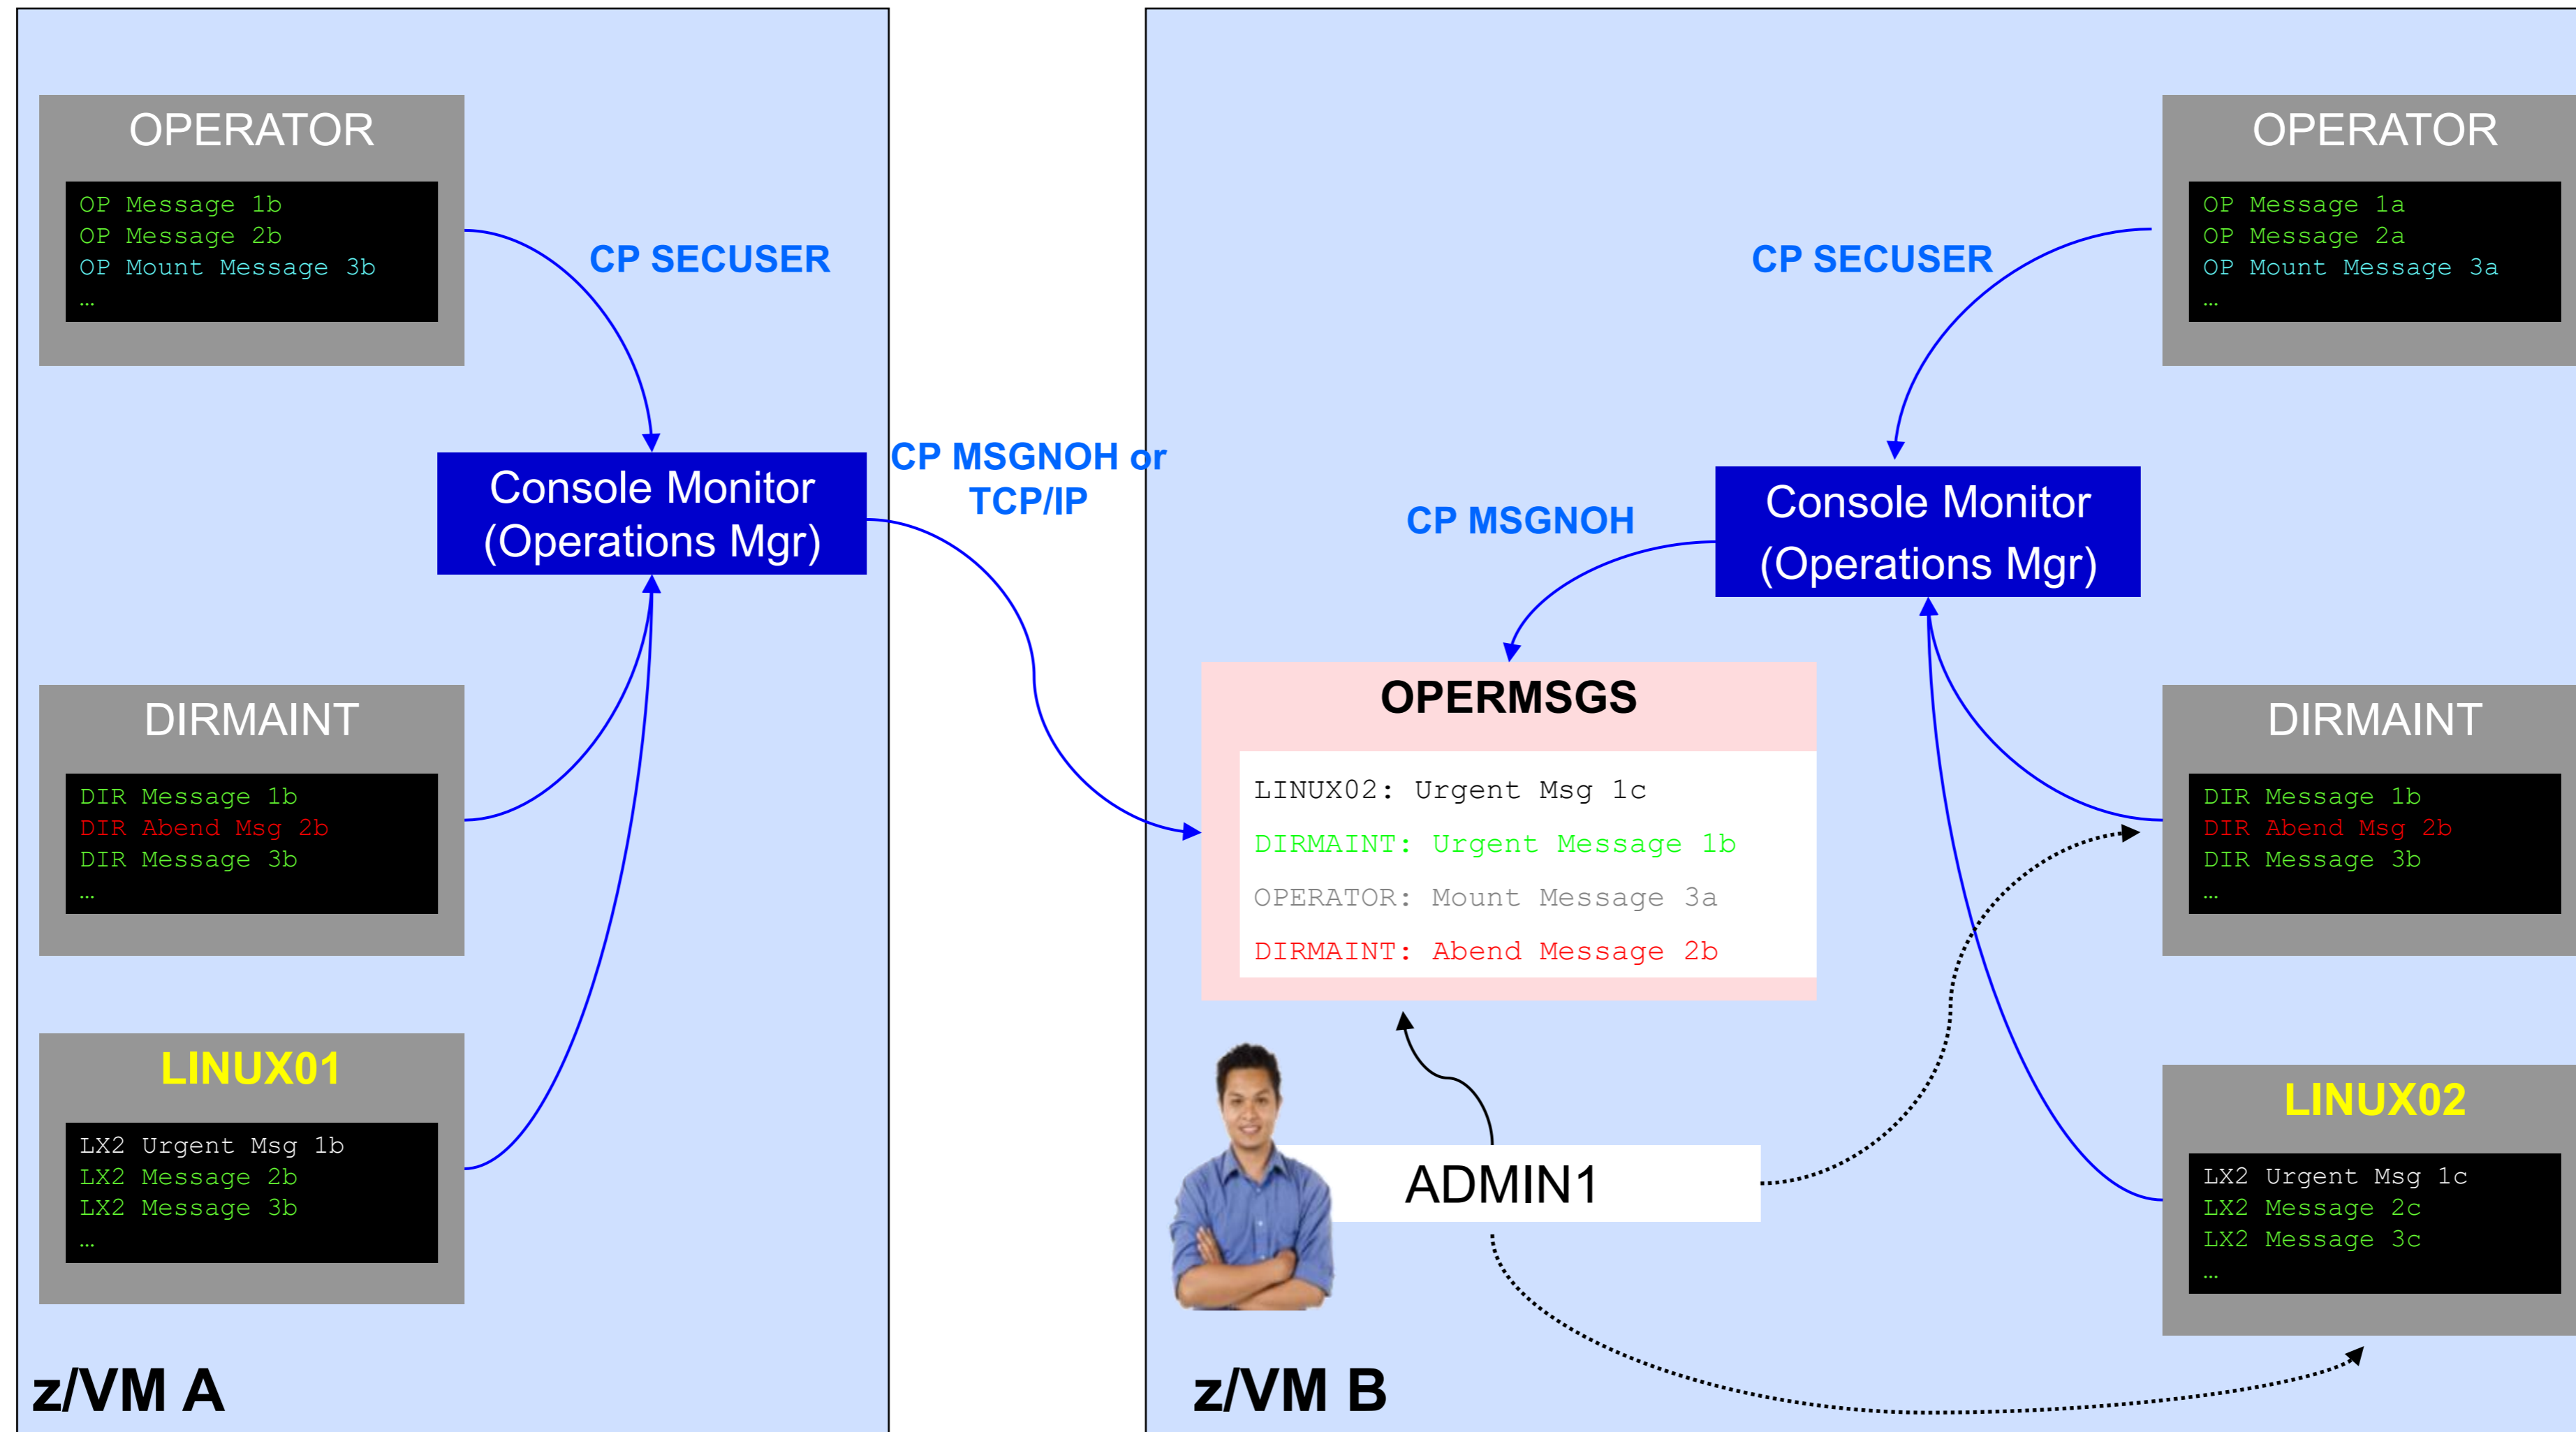 OPERATOR
OP Message 1b
OP Message 2b
OP Mount Message 3b
…
CP SECUSER
Console Monitor
(Operations Mgr)
DIRMAINT
DIR Message 1b
DIR Abend Msg 2b
DIR Message 3b
…
LINUX01
LX2 Urgent Msg 1b
LX2 Message 2b
LX2 Message 3b
…
z/VM A
CP MSGNOH or
TCP/IP
OPERATOR
OP Message 1a
OP Message 2a
OP Mount Message 3a
…
CP SECUSER
Console Monitor
(Operations Mgr)
CP MSGNOH
OPERMSGS
LINUX02: Urgent Msg 1c
DIRMAINT: Urgent Message 1b
OPERATOR: Mount Message 3a
DIRMAINT: Abend Message 2b
DIRMAINT
DIR Message 1b
DIR Abend Msg 2b
DIR Message 3b
…
ADMIN1
LINUX02
LX2 Urgent Msg 1c
LX2 Message 2c
LX2 Message 3c
…
z/VM B